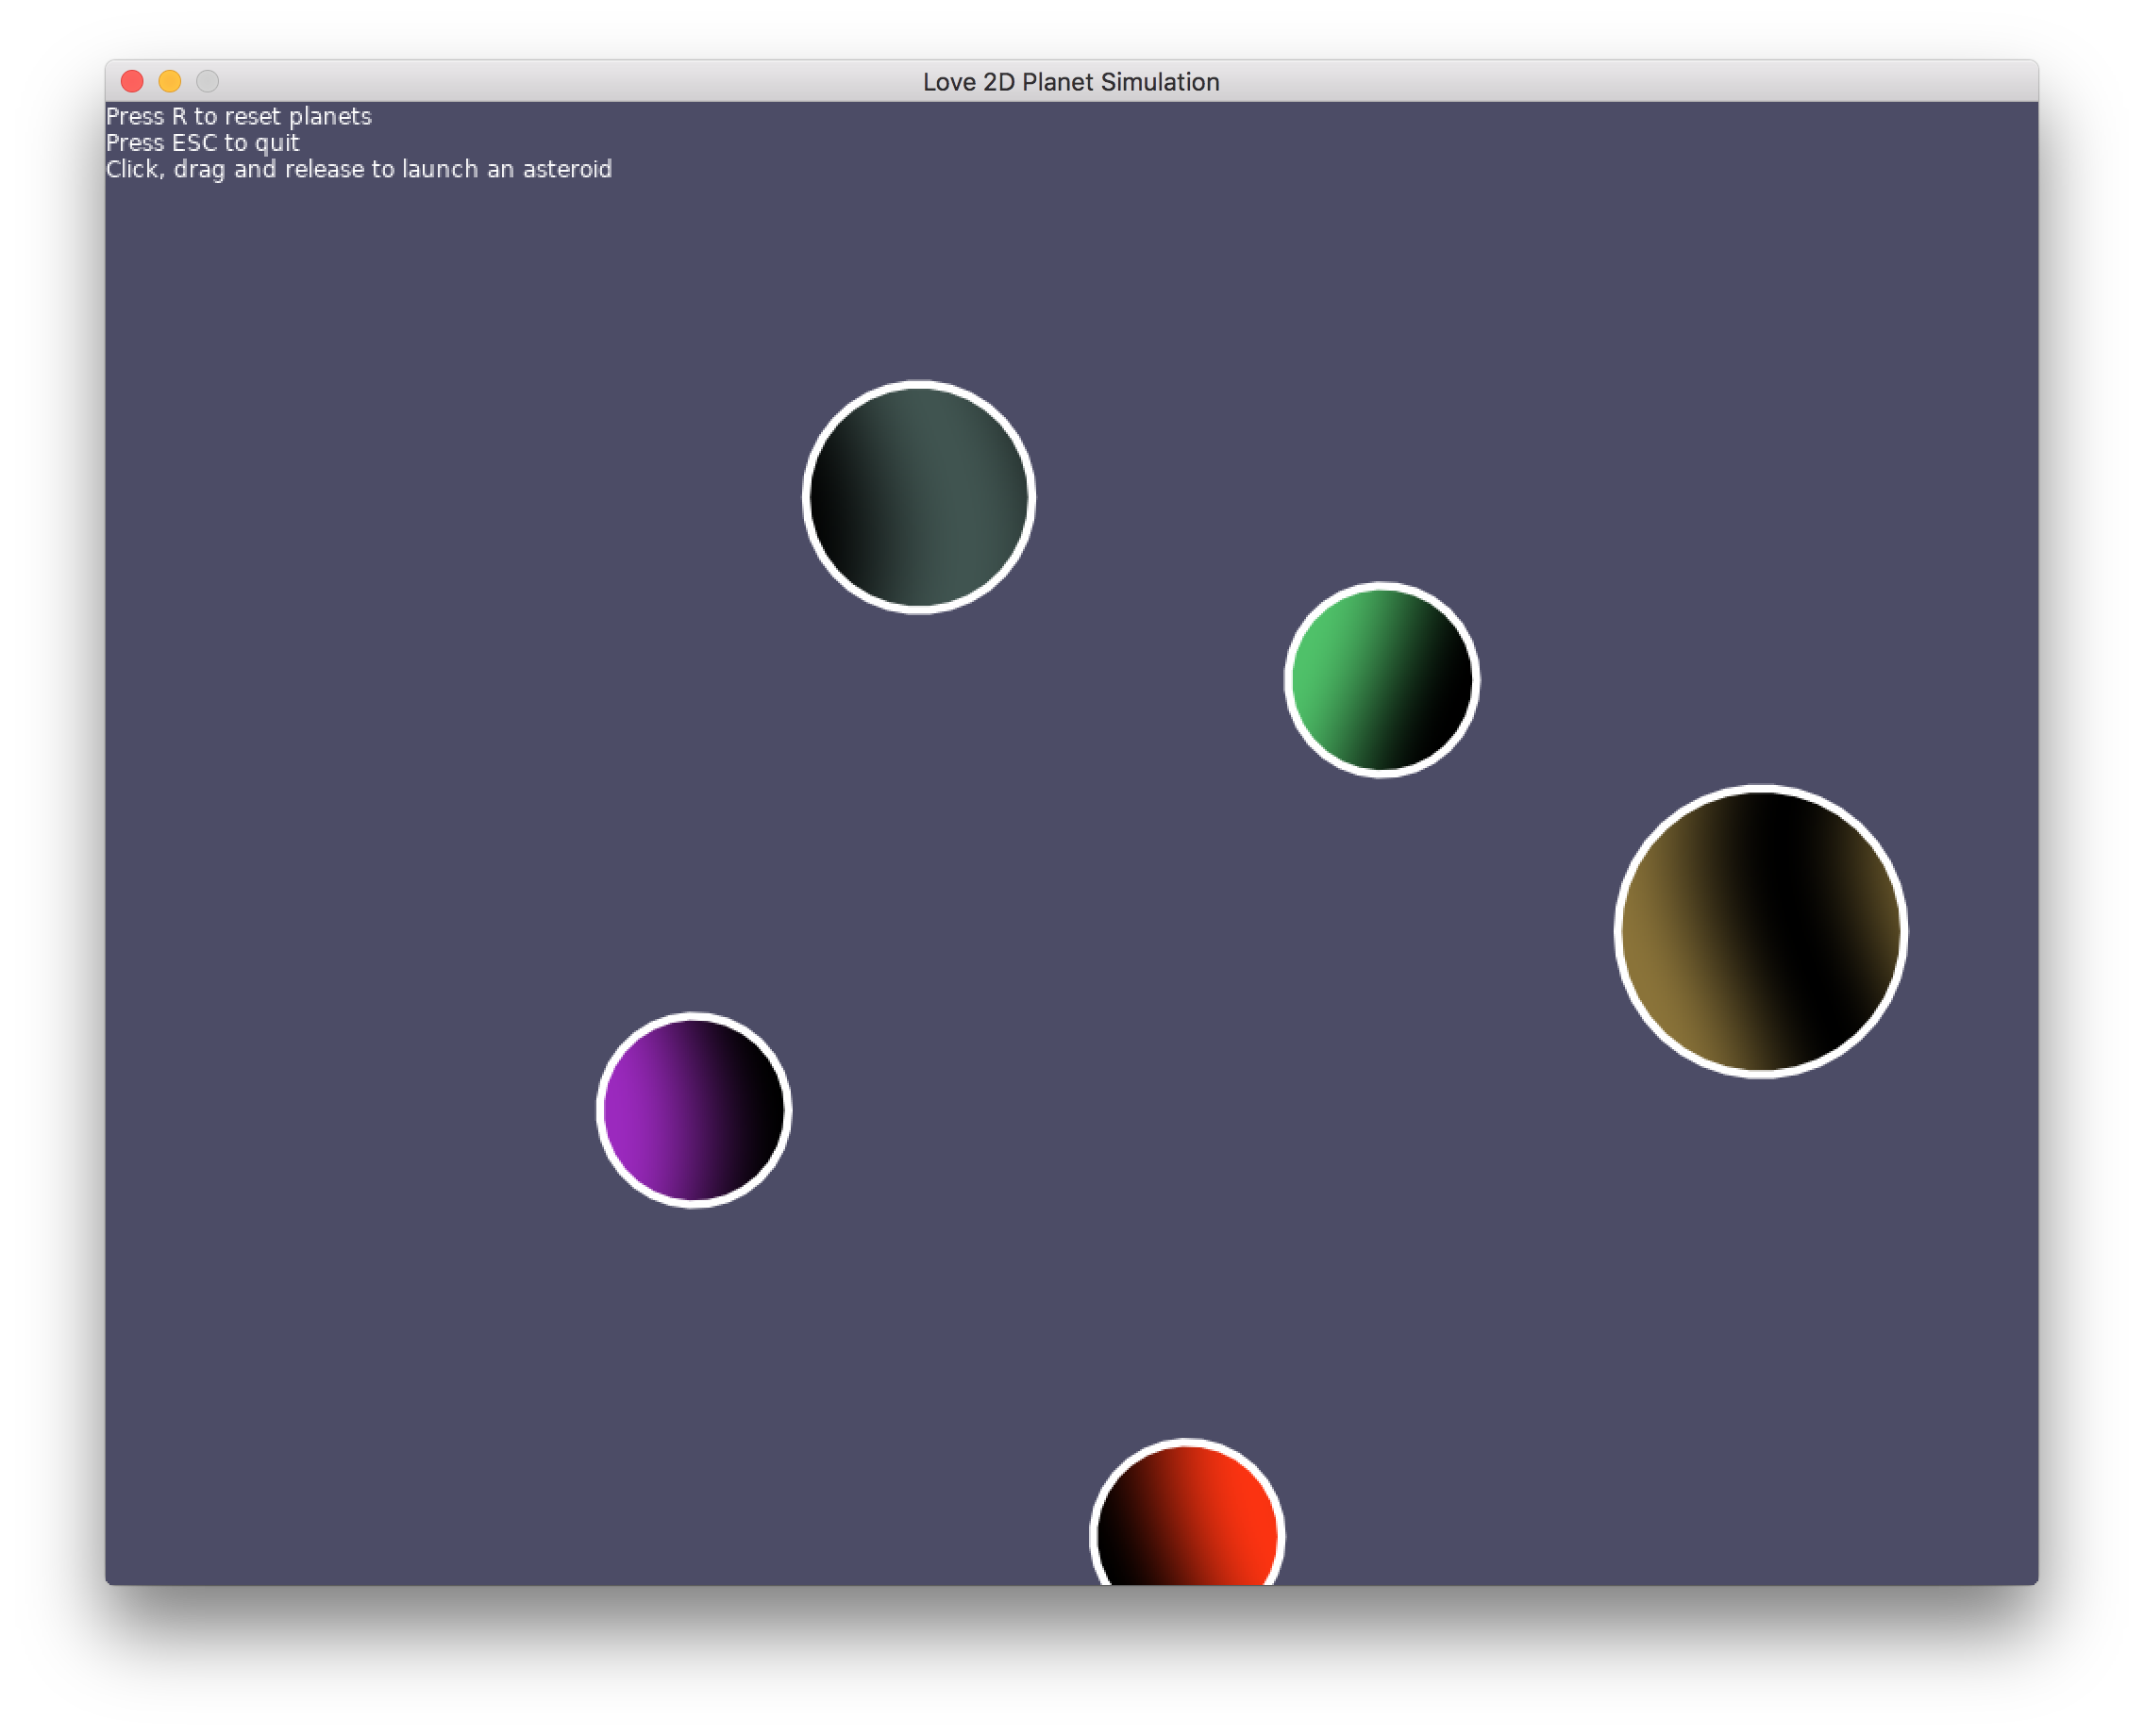 Love 2D Planet Simulation
Press R to reset planets
Press ESC to quit
Click, drag and release to launch an asteroid